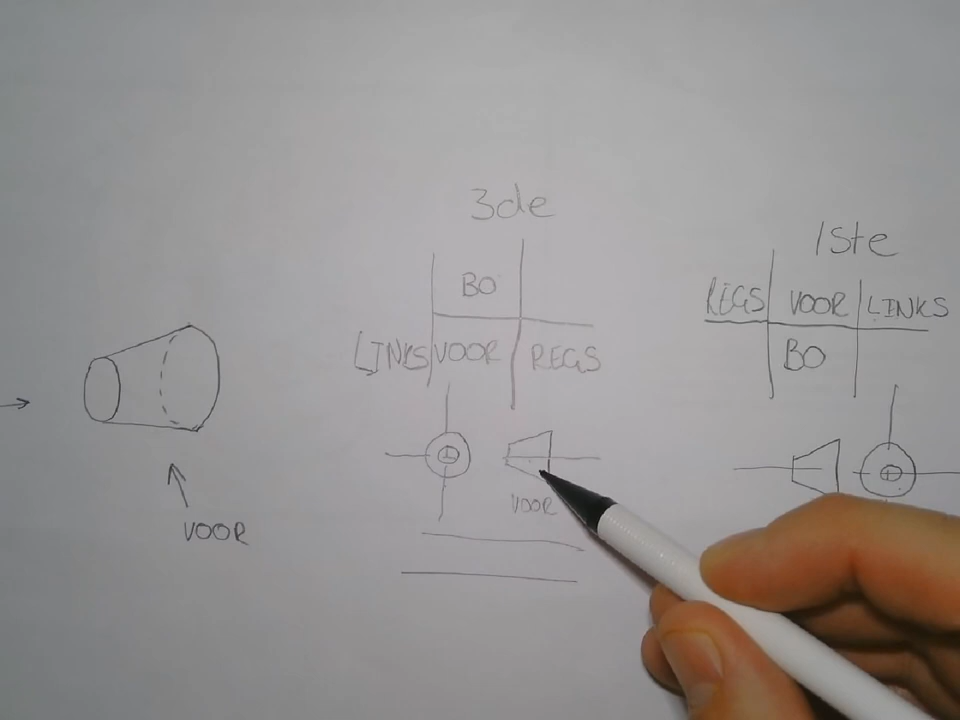 3de
BO
LINKS VOOR REGS
VOOR
1ste
REGS VOOR LINKS
BO
VOOR